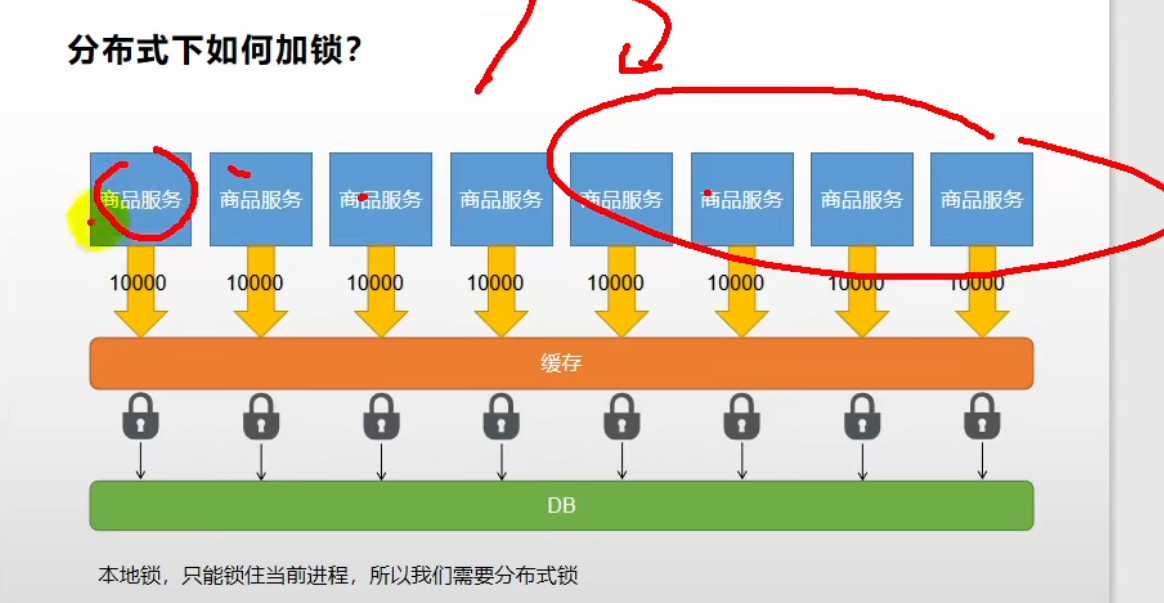 分布式下如何加锁？
商品服务 商品服务 商品服务 商品服务 商品服务 商品服务 商品服务 商品服务
10000 10000 10000 10000 10000 10000 10000 10000
缓存
DB
本地锁，只能锁住当前进程，所以我们需要分布式锁